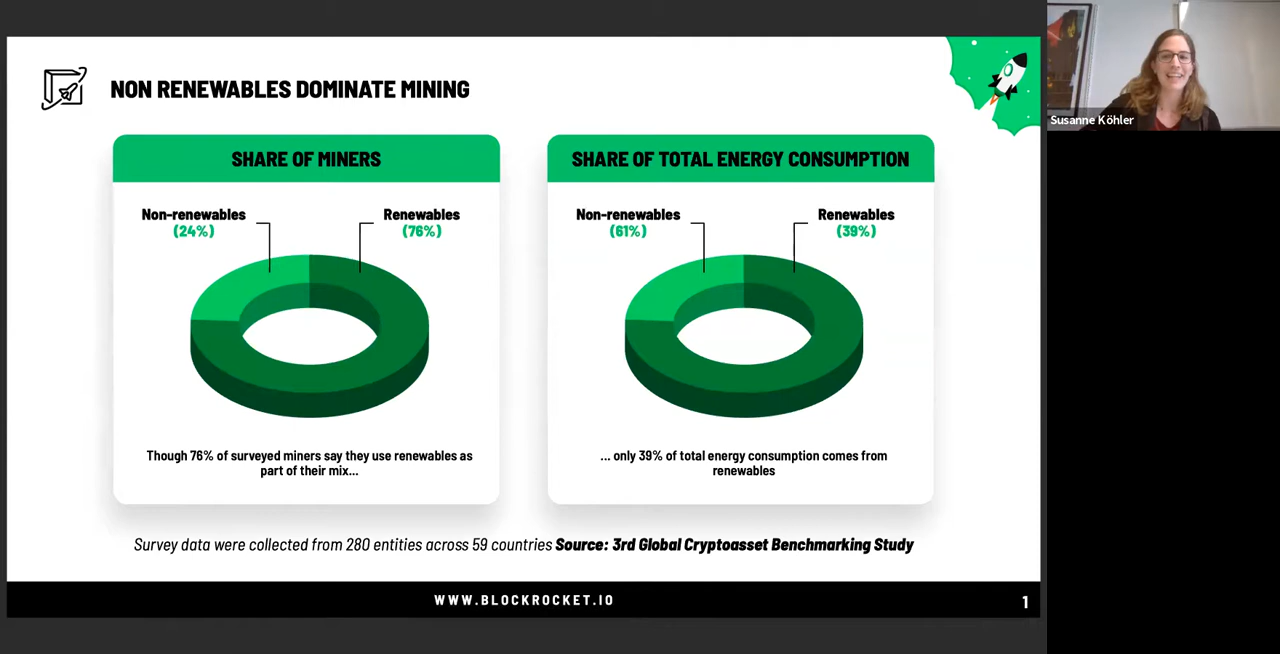 NON RENEWABLES DOMINATE MINING
SHARE OF MINERS
Non-renewables
(24%)
Renewables
(76%)
Though 76% of surveyed miners say they use renewables as
part of their mix...
SHARE OF TOTAL ENERGY CONSUMPTION
Non-renewables
(61%)
Renewables
(39%)
... only 39% of total energy consumption comes from
renewables
Survey data were collected from 280 entities across 59 countries Source: 3rd Global Cryptoasset Benchmarking Study
WWW.BLOCKROCKET.IO
1
Susanne Köhler